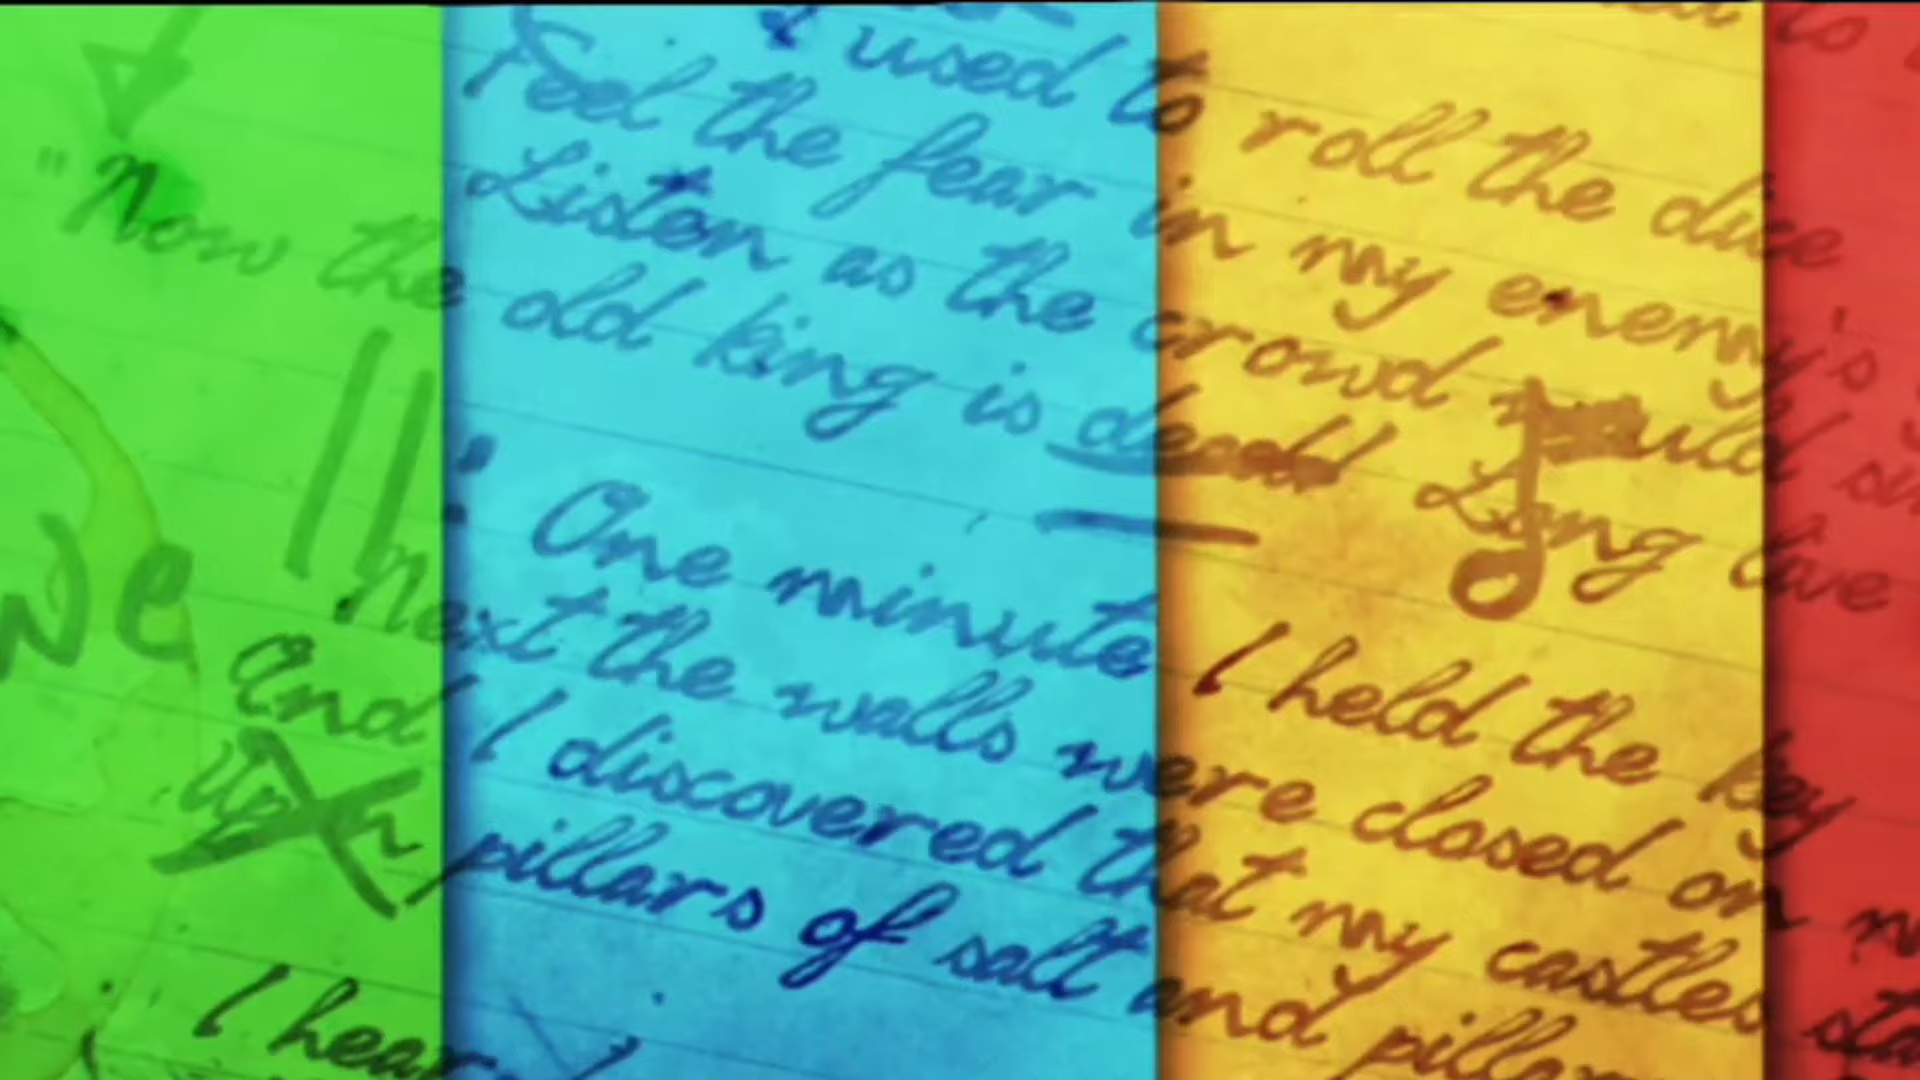 I used to roll the dice
Feel the fear in my enemy's
Listen as the crowd would
"Now the old king is dead Long live
One minute I held the key
Next the walls were closed on
And I discovered that my castles
upon pillars of salt and
I hear
we